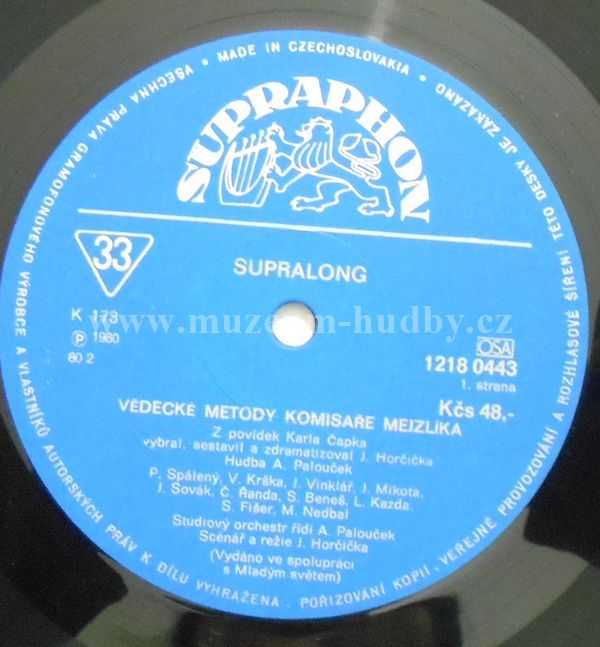 VŠECHNA PRÁVA GRAMOFONOVÉHO VÝROBCE A VLASTNÍKŮ AUTORSKÝCH PRÁV K DÍLU VYHRAŽENA. POŘIZOVÁNÍ KOPIÍ, VEŘEJNÉ PROVOZOVÁNÍ A ROZHLASOVÉ ŠÍŘENÍ TÉTO DESKY JE ZAKÁZÁNO • MADE IN CZECHOSLOVAKIA •
SUPRAPHON
33
SUPRALONG
K 173
www.muzeum-hudby.cz
Ⓟ 1980
OSA
80 2
1218 0443
1. strana
Kčs 48,-
VĚDECKÉ METODY KOMISAŘE MEJZLÍKA
Z povídek Karla Čapka
vybral, sestavil a zdramatizoval J. Horčička
Hudba A. Palouček
P. Spálený, V. Krška, J. Vinklář, J. Mikota,
J. Sovák, Č. Řanda, S. Beneš, L. Kazda,
S. Fišer, M. Nedbal
Studiový orchestr řídí A. Palouček
Scénář a režie J. Horčička
(Vydáno ve spolupráci
s Mladým světem)